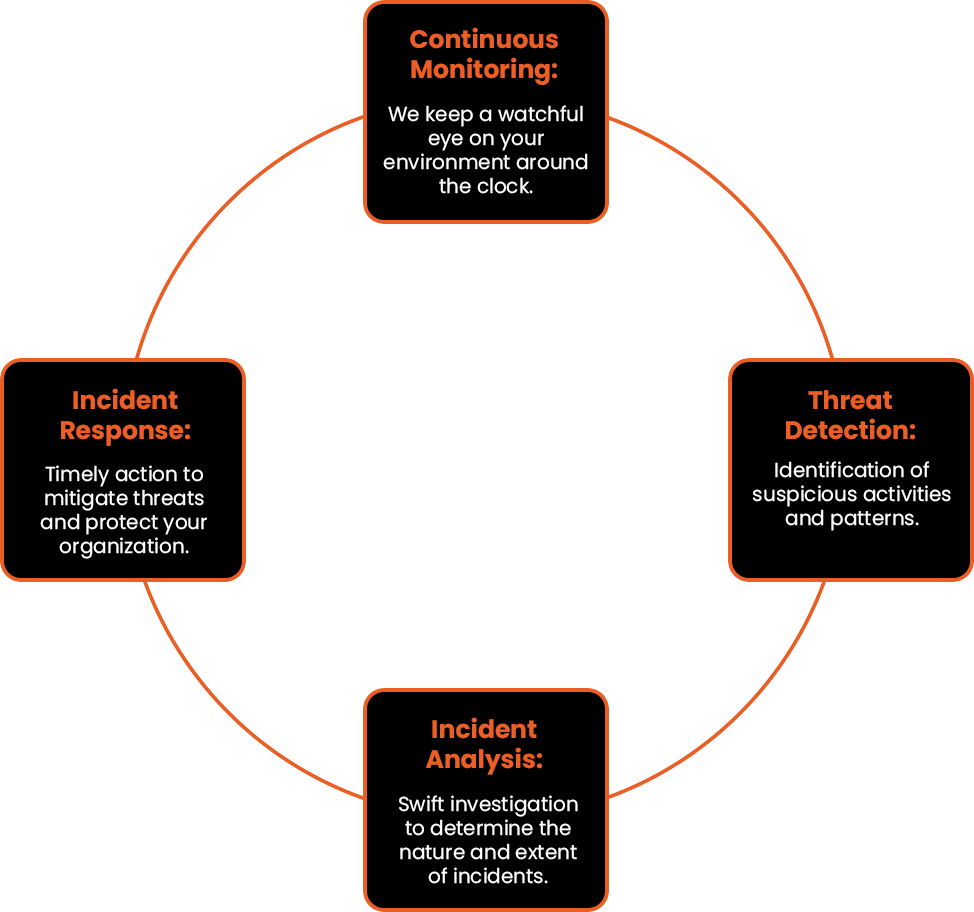 Continuous
Monitoring:
We keep a watchful
eye on your
environment around
the clock.
Threat
Detection:
Identification of
suspicious activities
and patterns.
Incident
Analysis:
Swift investigation
to determine the
nature and extent
of incidents.
Incident
Response:
Timely action to
mitigate threats
and protect your
organization.